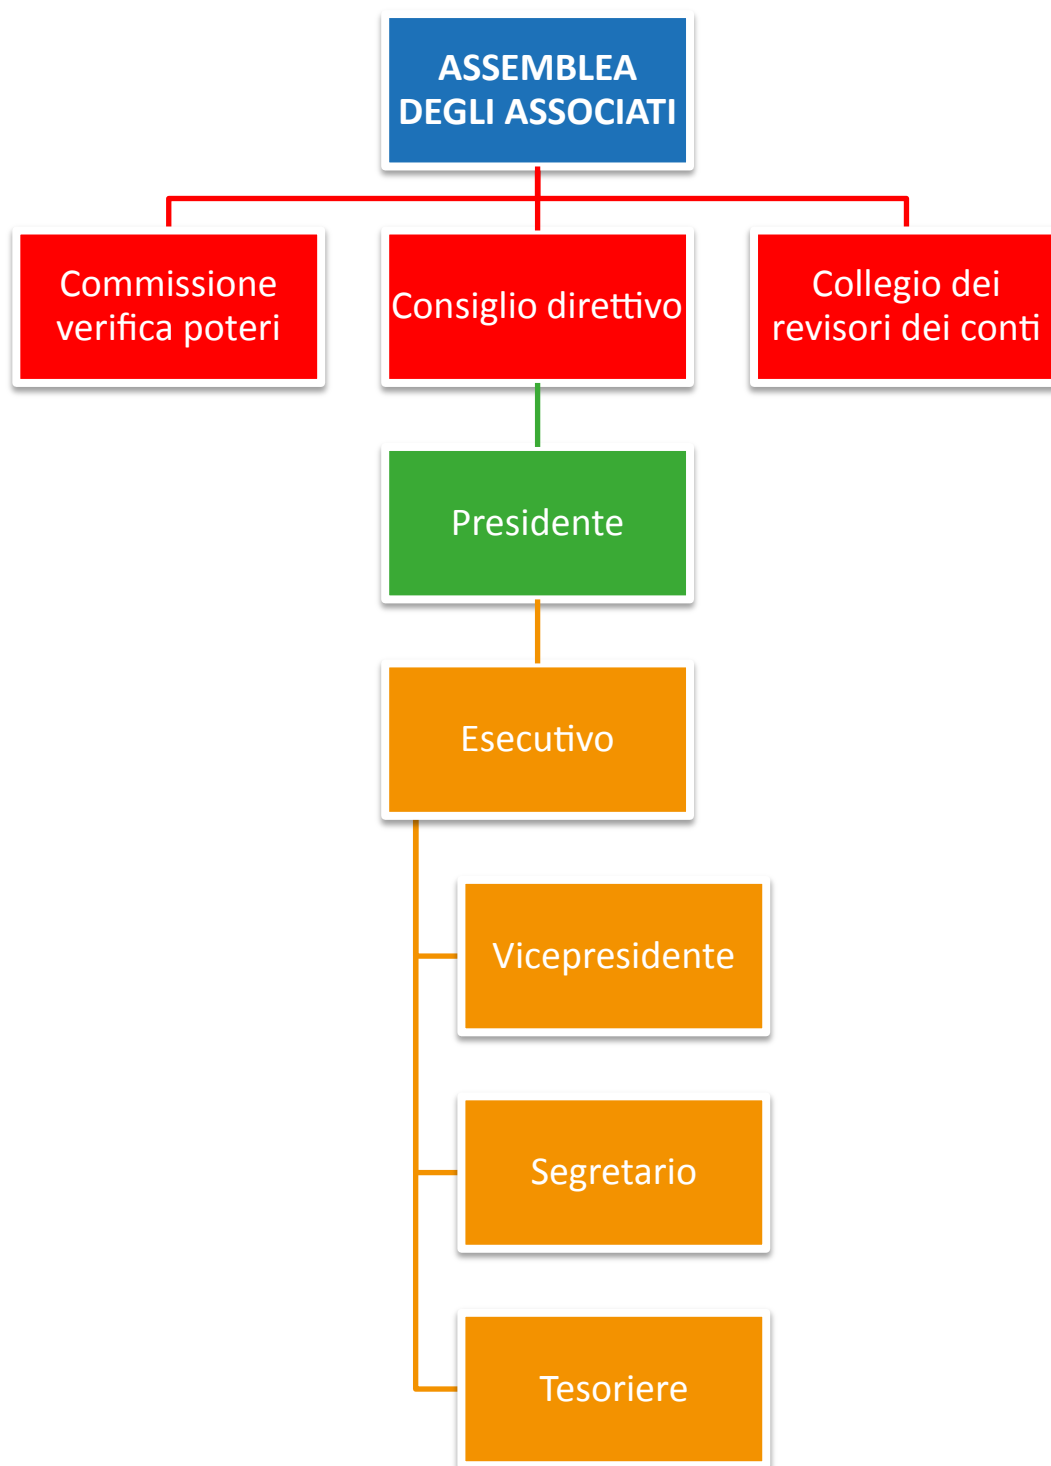 ASSEMBLEA
DEGLI ASSOCIATI
Commissione
verifica poteri
Consiglio direttivo
Collegio dei
revisori dei conti
Presidente
Esecutivo
Vicepresidente
Segretario
Tesoriere